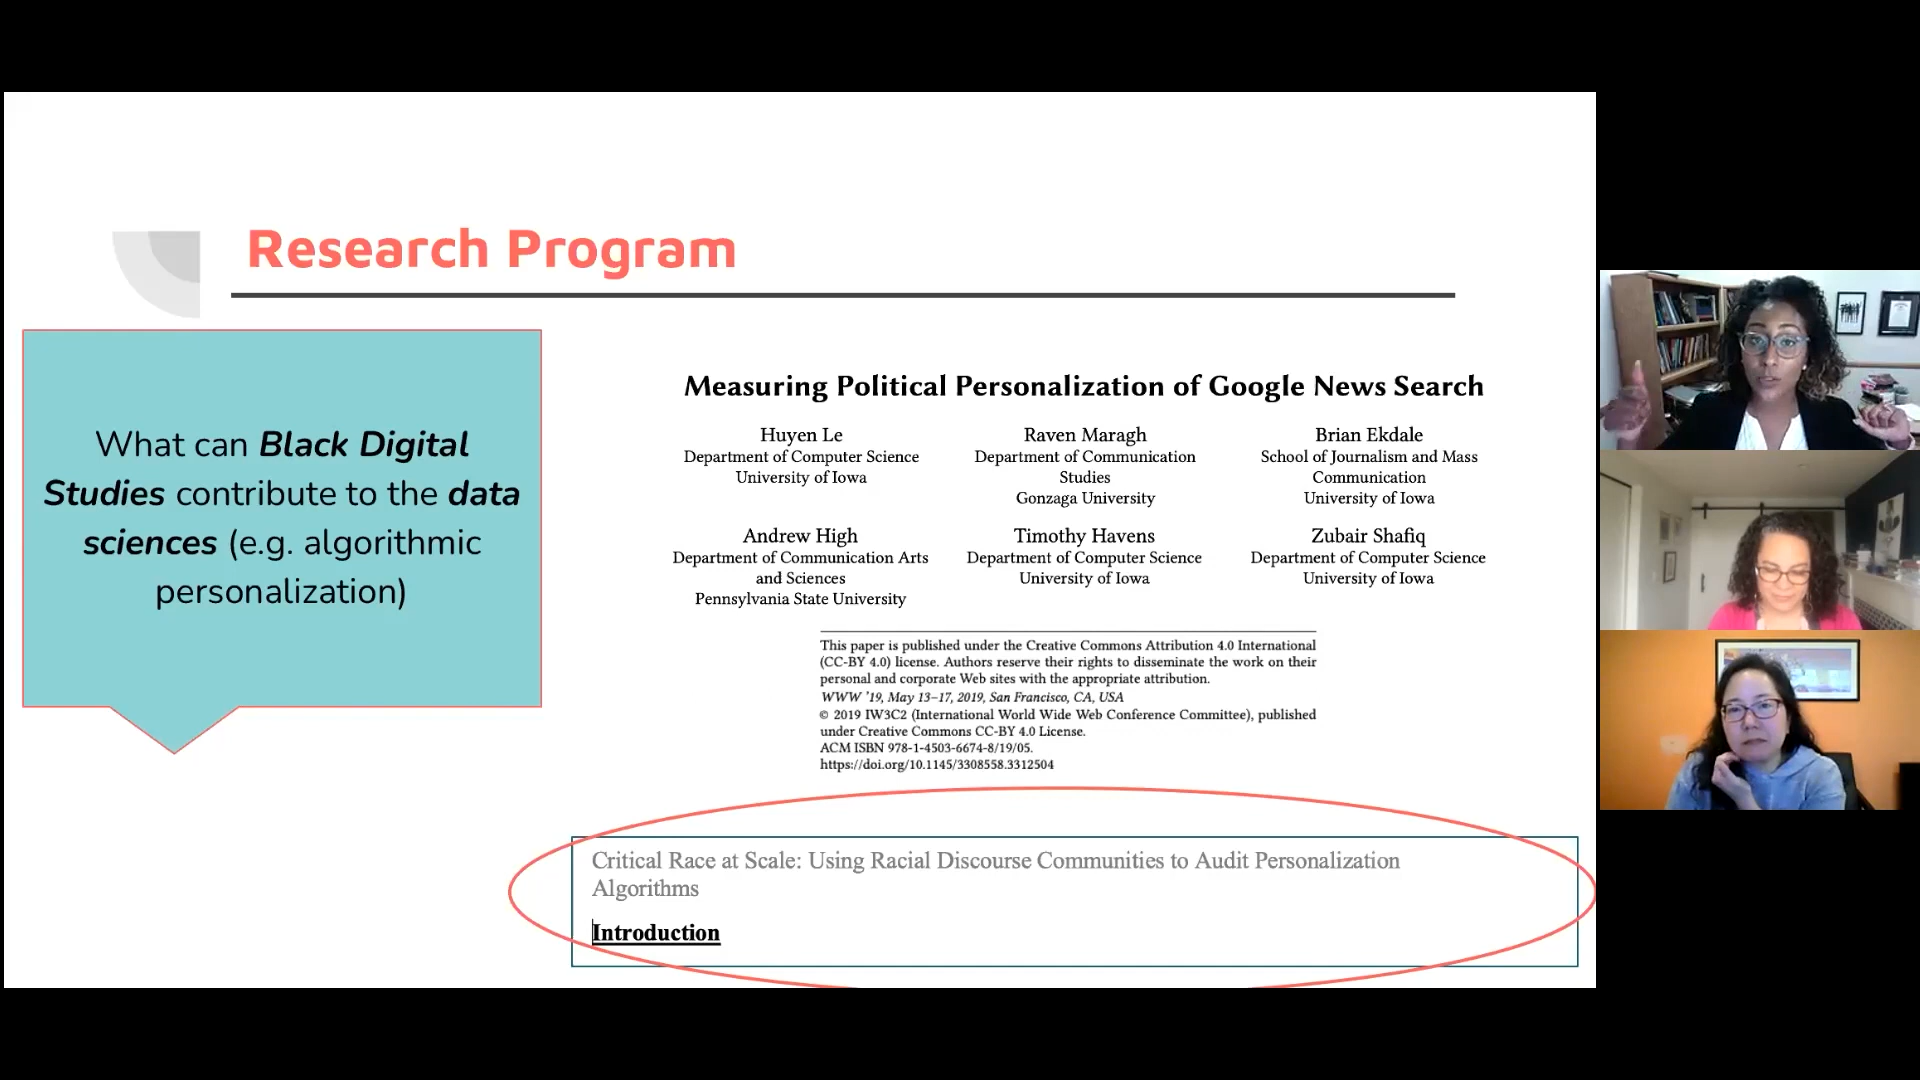 Research Program
What can Black Digital
Studies contribute to the data
sciences (e.g. algorithmic
personalization)
Measuring Political Personalization of Google News Search
Huyen Le
Department of Computer Science
University of Iowa
Raven Maragh
Department of Communication
Studies
Gonzaga University
Brian Ekdale
School of Journalism and Mass
Communication
University of Iowa
Andrew High
Department of Communication Arts
and Sciences
Pennsylvania State University
Timothy Havens
Department of Computer Science
University of Iowa
Zubair Shafiq
Department of Computer Science
University of Iowa
This paper is published under the Creative Commons Attribution 4.0 International
(CC-BY 4.0) license. Authors reserve their rights to disseminate the work on their
personal and corporate Web sites with the appropriate attribution.
WWW '19, May 13–17, 2019, San Francisco, CA, USA
© 2019 IW3C2 (International World Wide Web Conference Committee), published
under Creative Commons CC-BY 4.0 License.
ACM ISBN 978-1-4503-6674-8/19/05.
https://doi.org/10.1145/3308558.3312504
Critical Race at Scale: Using Racial Discourse Communities to Audit Personalization
Algorithms
Introduction